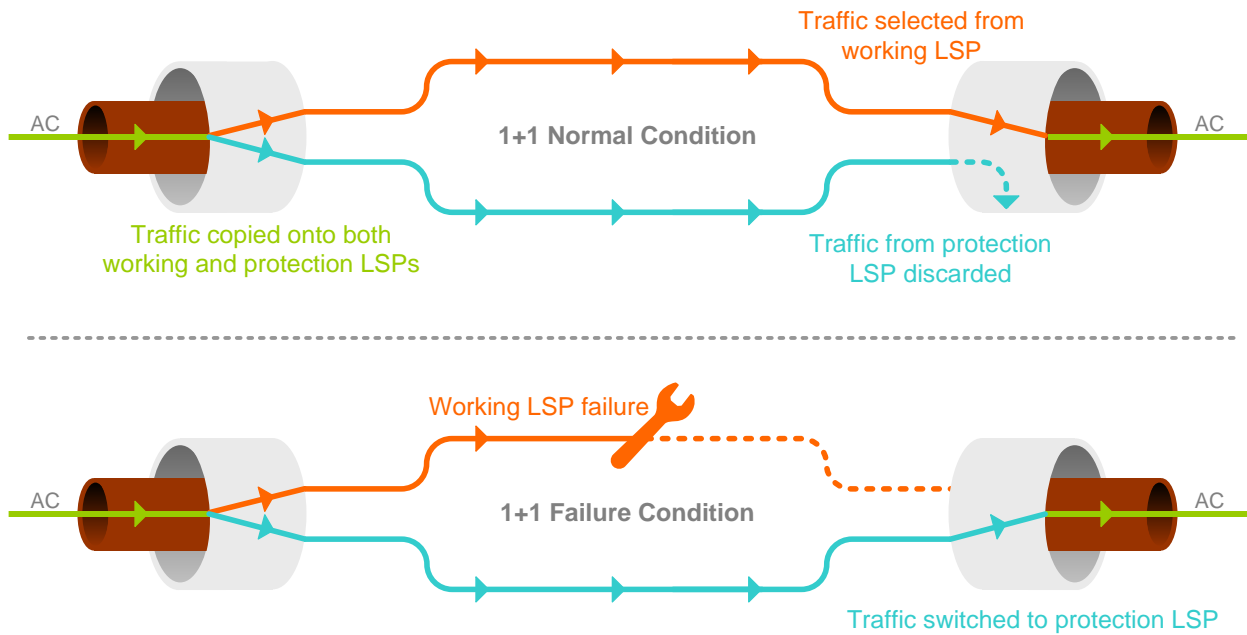 Traffic selected from
working LSP
AC
AC
1+1 Normal Condition
Traffic copied onto both
working and protection LSPs
Traffic from protection
LSP discarded
Working LSP failure
AC
AC
1+1 Failure Condition
Traffic switched to protection LSP